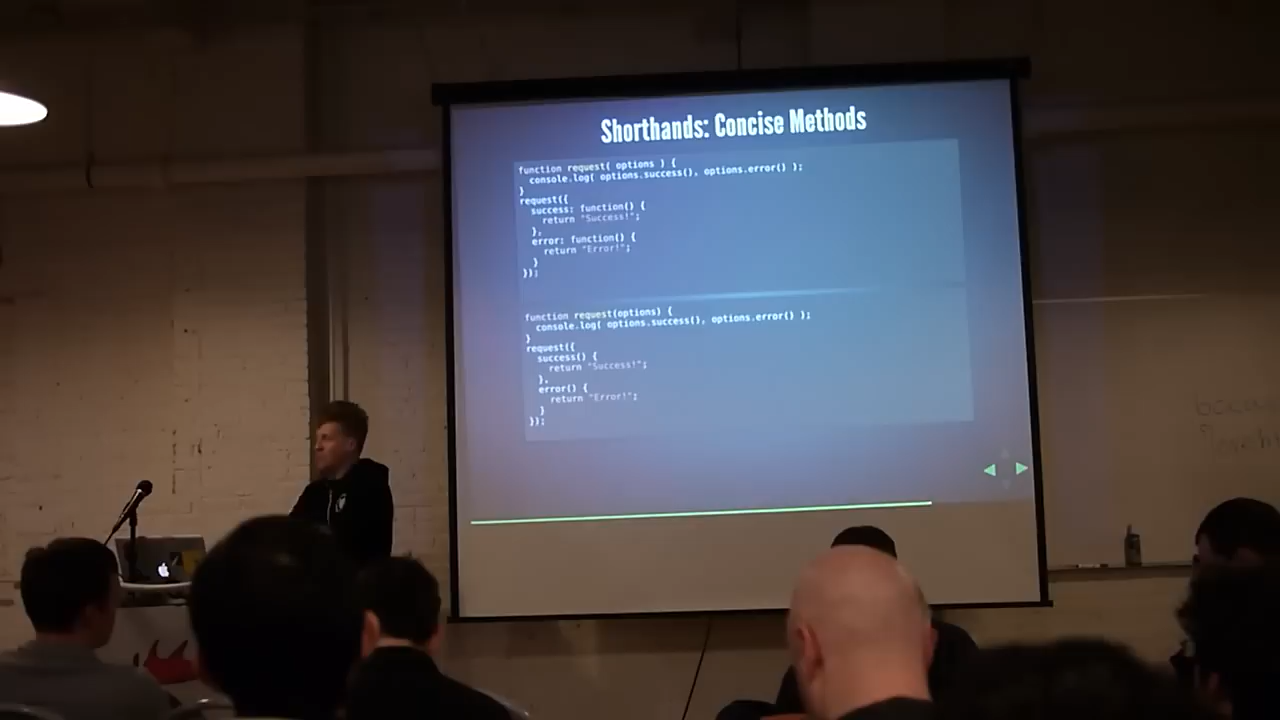 Shorthands: Concise Methods
function request( options ) {
console.log( options.success(), options.error() );
}
request({
success: function() {
return "Success!";
},
error: function() {
return "Error!";
}
});
function request(options) {
console.log( options.success(), options.error() );
}
request({
success() {
return "Success!";
},
error() {
return "Error!";
}
});